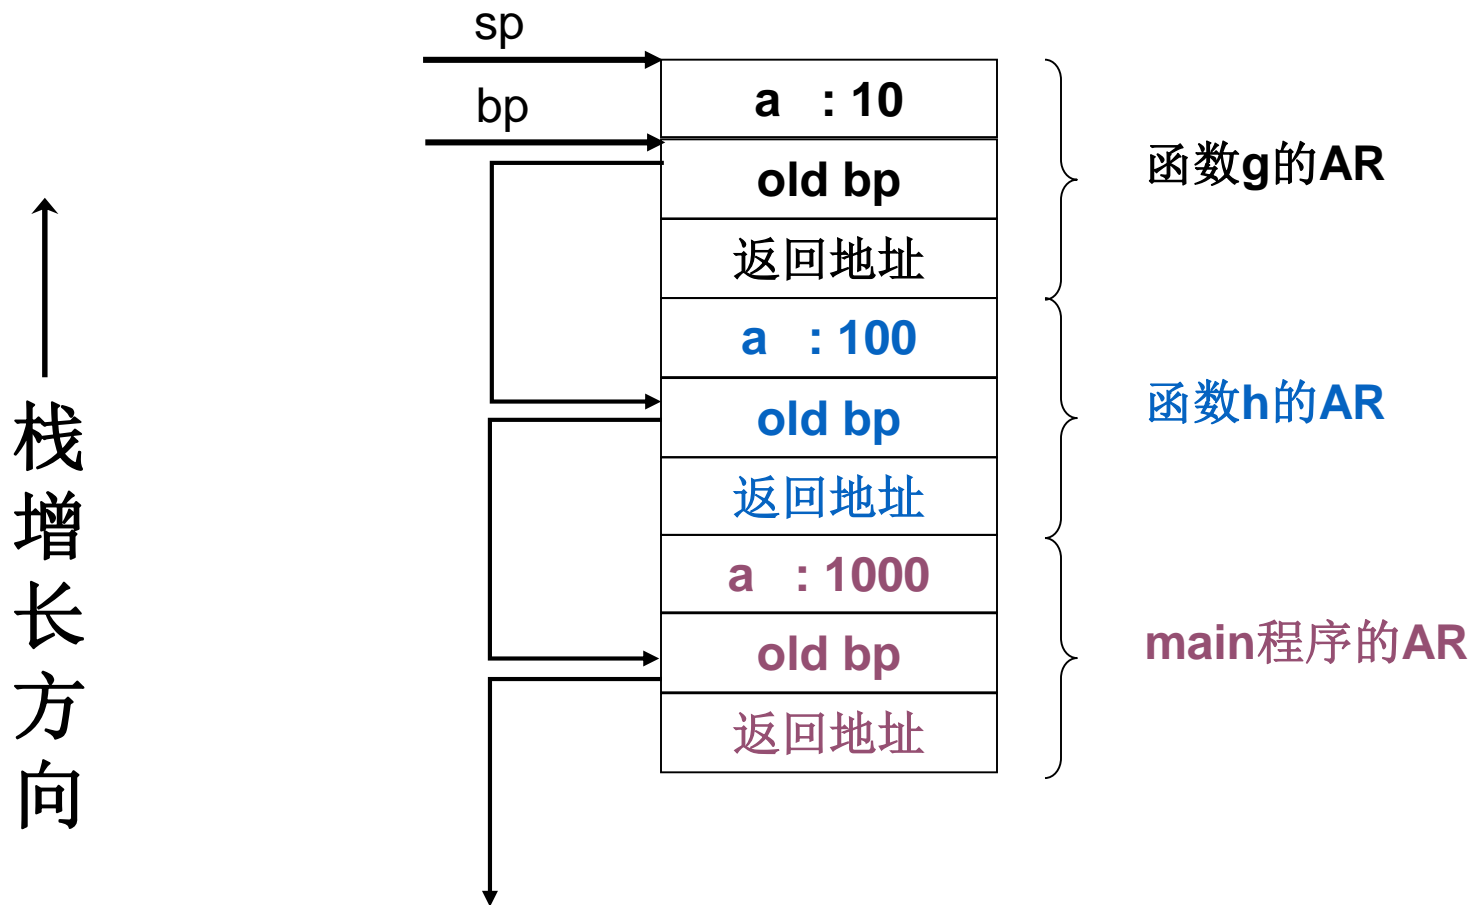 sp
bp
a : 10
old bp
返回地址
函数g的AR
a : 100
old bp
返回地址
函数h的AR
a : 1000
old bp
返回地址
main程序的AR
栈增长方向